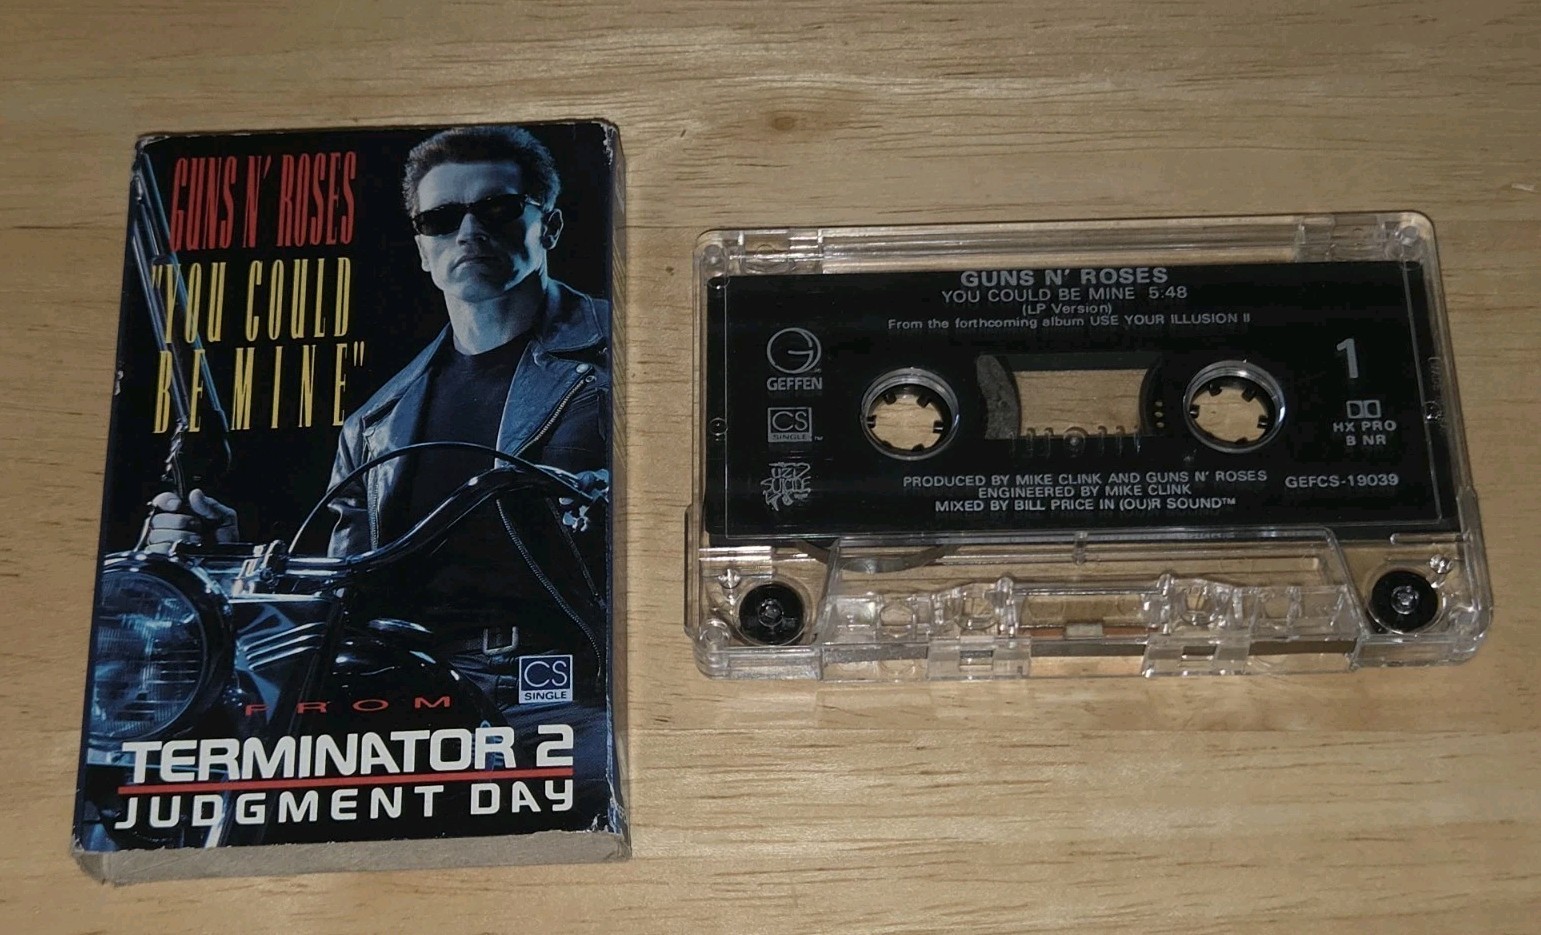 GUNS N' ROSES
"YOU COULD
BE MINE"
CS
SINGLE
FROM
TERMINATOR 2
JUDGMENT DAY
GUNS N' ROSES
YOU COULD BE MINE 5:48
(LP Version)
From the forthcoming album USE YOUR ILLUSION II
G
GEFFEN
CS
SINGLE™
UZI
SUICIDE
1
HX PRO
B NR
PRODUCED BY MIKE CLINK AND GUNS N' ROSES
ENGINEERED BY MIKE CLINK
MIXED BY BILL PRICE IN (OU)R SOUND™
GEFCS-19039